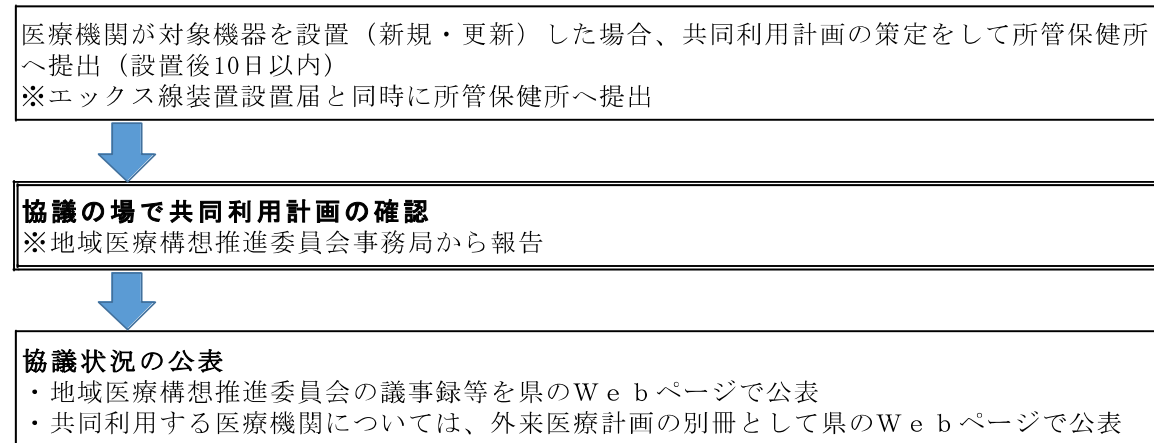 医療機関が対象機器を設置（新規・更新）した場合、共同利用計画の策定をして所管保健所
へ提出（設置後10日以内）
※エックス線装置設置届と同時に所管保健所へ提出
協議の場で共同利用計画の確認
※地域医療構想推進委員会事務局から報告
協議状況の公表
・地域医療構想推進委員会の議事録等を県のＷｅｂページで公表
・共同利用する医療機関については、外来医療計画の別冊として県のＷｅｂページで公表